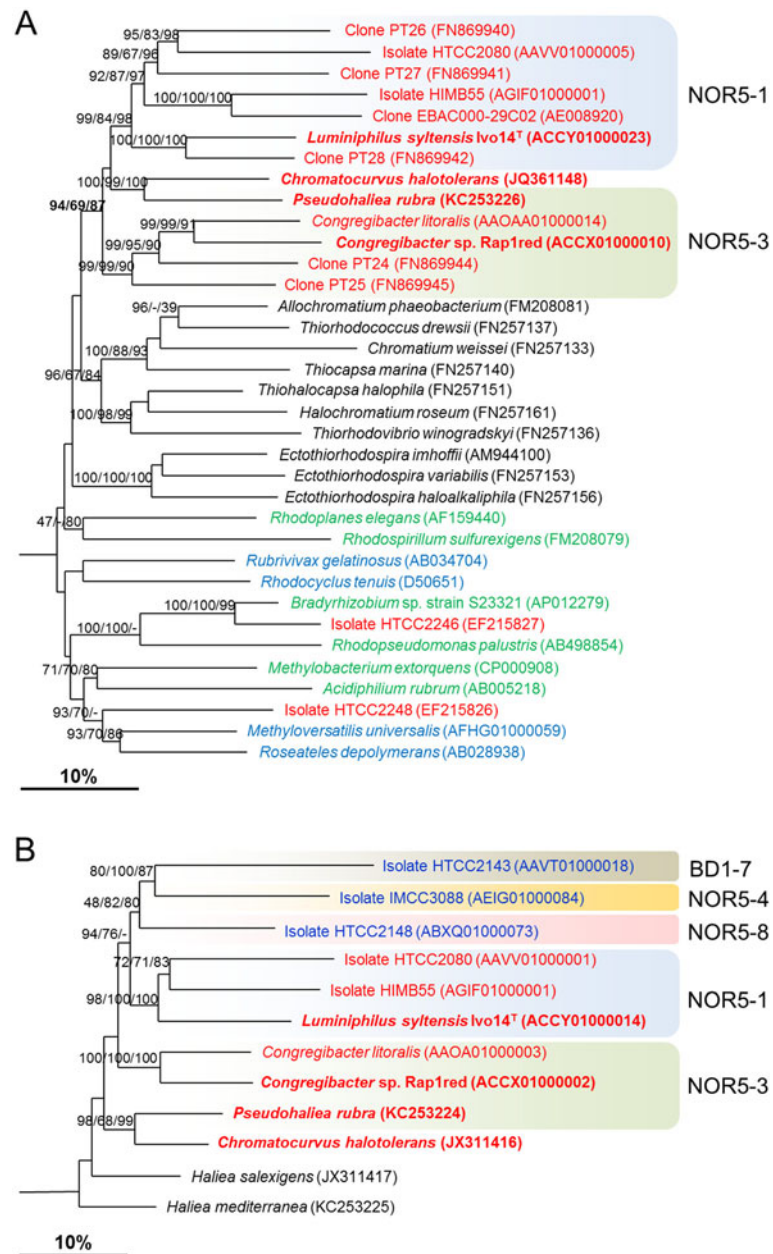 A
95/83/98
Clone PT26 (FN869940)
89/67/96
Isolate HTCC2080 (AAVV01000005)
92/87/97
Clone PT27 (FN869941)
100/100/100
Isolate HIMB55 (AGIF01000001)
NOR5-1
99/84/98
Clone EBAC000-29C02 (AE008920)
100/100/100
Luminiphilus syltensis Ivo14ᵀ (ACCY01000023)
Clone PT28 (FN869942)
100/99/100
Chromatocurvus halotolerans (JQ361148)
94/69/87
Pseudohaliea rubra (KC253226)
99/99/91
Congregibacter litoralis (AAOAA01000014)
99/95/90
Congregibacter sp. Rap1red (ACCX01000010)
NOR5-3
99/99/90
Clone PT24 (FN869944)
Clone PT25 (FN869945)
96/-/39
Allochromatium phaeobacterium (FM208081)
Thiorhodococcus drewsii (FN257137)
100/88/93
Chromatium weissei (FN257133)
96/67/84
Thiocapsa marina (FN257140)
Thiohalocapsa halophila (FN257151)
100/98/99
Halochromatium roseum (FN257161)
Thiorhodovibrio winogradskyi (FN257136)
Ectothiorhodospira imhoffii (AM944100)
100/100/100
Ectothiorhodospira variabilis (FN257153)
Ectothiorhodospira haloalkaliphila (FN257156)
47/-/80
Rhodoplanes elegans (AF159440)
Rhodospirillum sulfurexigens (FM208079)
Rubrivivax gelatinosus (AB034704)
Rhodocyclus tenuis (D50651)
100/100/99
Bradyrhizobium sp. strain S23321 (AP012279)
100/100/-
Isolate HTCC2246 (EF215827)
Rhodopseudomonas palustris (AB498854)
71/70/80
Methylobacterium extorquens (CP000908)
Acidiphilium rubrum (AB005218)
93/70/-
Isolate HTCC2248 (EF215826)
93/70/86
Methyloversatilis universalis (AFHG01000059)
Roseateles depolymerans (AB028938)
10%
B
80/100/87
Isolate HTCC2143 (AAVT01000018)
BD1-7
48/82/80
Isolate IMCC3088 (AEIG01000084)
NOR5-4
94/76/-
Isolate HTCC2148 (ABXQ01000073)
NOR5-8
72/71/83
Isolate HTCC2080 (AAVV01000001)
Isolate HIMB55 (AGIF01000001)
NOR5-1
98/100/100
Luminiphilus syltensis Ivo14ᵀ (ACCY01000014)
100/100/100
Congregibacter litoralis (AAOA01000003)
Congregibacter sp. Rap1red (ACCX01000002)
NOR5-3
98/68/99
Pseudohaliea rubra (KC253224)
Chromatocurvus halotolerans (JX311416)
Haliea salexigens (JX311417)
Haliea mediterranea (KC253225)
10%